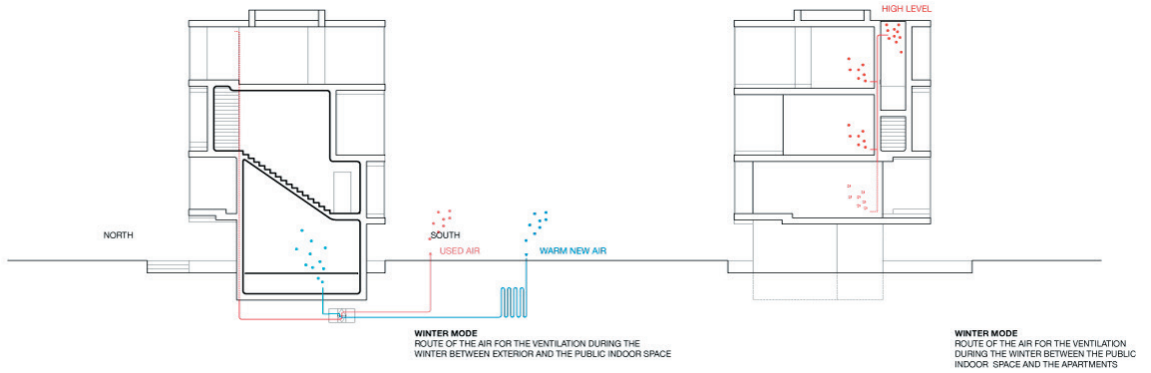 HIGH LEVEL
NORTH
SOUTH
USED AIR
WARM NEW AIR
WINTER MODE
ROUTE OF THE AIR FOR THE VENTILATION DURING THE
WINTER BETWEEN EXTERIOR AND THE PUBLIC INDOOR SPACE
WINTER MODE
ROUTE OF THE AIR FOR THE VENTILATION
DURING THE WINTER BETWEEN THE PUBLIC
INDOOR SPACE AND THE APARTMENTS